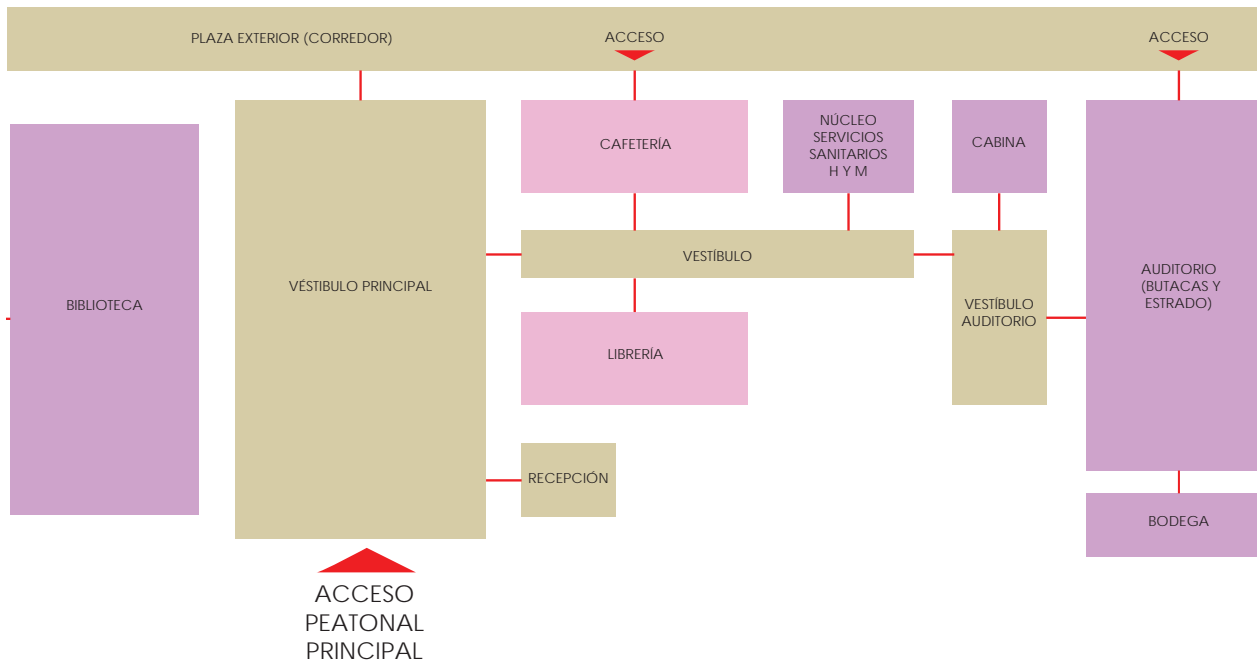 PLAZA EXTERIOR (CORREDOR)
ACCESO
ACCESO
BIBLIOTECA
VÉSTIBULO PRINCIPAL
CAFETERÍA
NÚCLEO
SERVICIOS
SANITARIOS
H Y M
CABINA
VESTÍBULO
LIBRERÍA
VESTÍBULO
AUDITORIO
AUDITORIO
(BUTACAS Y
ESTRADO)
RECEPCIÓN
BODEGA
ACCESO
PEATONAL
PRINCIPAL